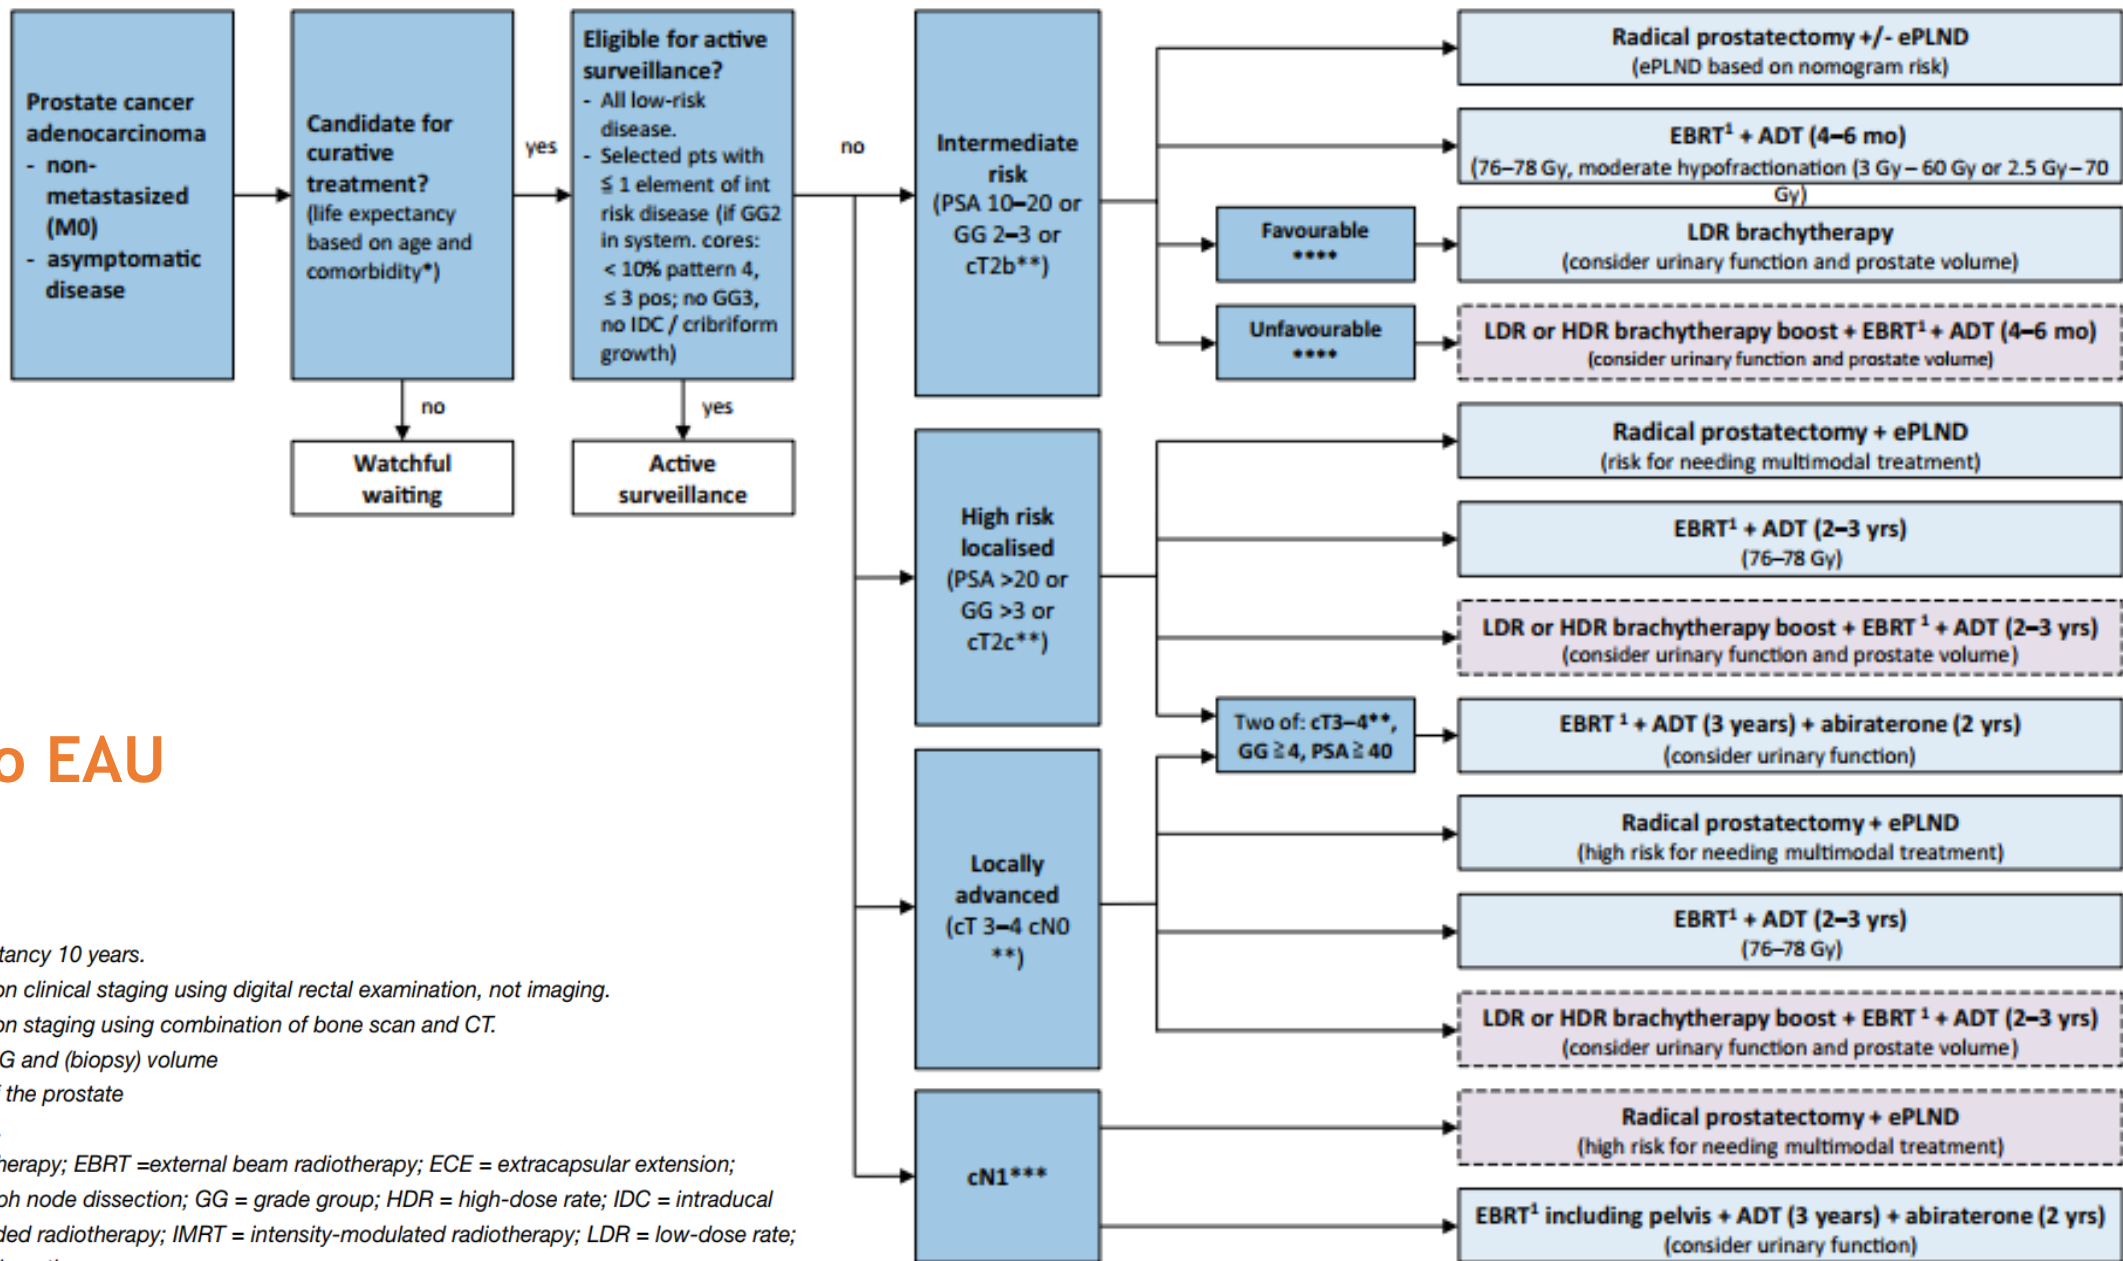 Prostate cancer
adenocarcinoma
- non-
metastasized
(M0)
- asymptomatic
disease
Candidate for
curative
treatment?
(life expectancy
based on age and
comorbidity*)
yes
no
Watchful
waiting
Eligible for active
surveillance?
- All low-risk
disease.
- Selected pts with
≦ 1 element of int
risk disease (if GG2
in system. cores:
< 10% pattern 4,
≤ 3 pos; no GG3,
no IDC / cribriform
growth)
yes
Active
surveillance
no
Intermediate
risk
(PSA 10–20 or
GG 2–3 or
cT2b**)
Radical prostatectomy +/- ePLND
(ePLND based on nomogram risk)
EBRT¹ + ADT (4–6 mo)
(76–78 Gy, moderate hypofractionation (3 Gy – 60 Gy or 2.5 Gy – 70
Gy)
Favourable
****
LDR brachytherapy
(consider urinary function and prostate volume)
Unfavourable
****
LDR or HDR brachytherapy boost + EBRT¹ + ADT (4–6 mo)
(consider urinary function and prostate volume)
High risk
localised
(PSA >20 or
GG >3 or
cT2c**)
Radical prostatectomy + ePLND
(risk for needing multimodal treatment)
EBRT¹ + ADT (2–3 yrs)
(76–78 Gy)
LDR or HDR brachytherapy boost + EBRT ¹ + ADT (2–3 yrs)
(consider urinary function and prostate volume)
Two of: cT3–4**,
GG ≧ 4, PSA ≧ 40
EBRT ¹ + ADT (3 years) + abiraterone (2 yrs)
(consider urinary function)
Locally
advanced
(cT 3–4 cN0
**)
Radical prostatectomy + ePLND
(high risk for needing multimodal treatment)
EBRT¹ + ADT (2–3 yrs)
(76–78 Gy)
LDR or HDR brachytherapy boost + EBRT ¹ + ADT (2–3 yrs)
(consider urinary function and prostate volume)
cN1***
Radical prostatectomy + ePLND
(high risk for needing multimodal treatment)
EBRT¹ including pelvis + ADT (3 years) + abiraterone (2 yrs)
(consider urinary function)
o EAU
tancy 10 years.
on clinical staging using digital rectal examination, not imaging.
on staging using combination of bone scan and CT.
G and (biopsy) volume
the prostate
herapy; EBRT =external beam radiotherapy; ECE = extracapsular extension;
ph node dissection; GG = grade group; HDR = high-dose rate; IDC = intraducal
ded radiotherapy; IMRT = intensity-modulated radiotherapy; LDR = low-dose rate;